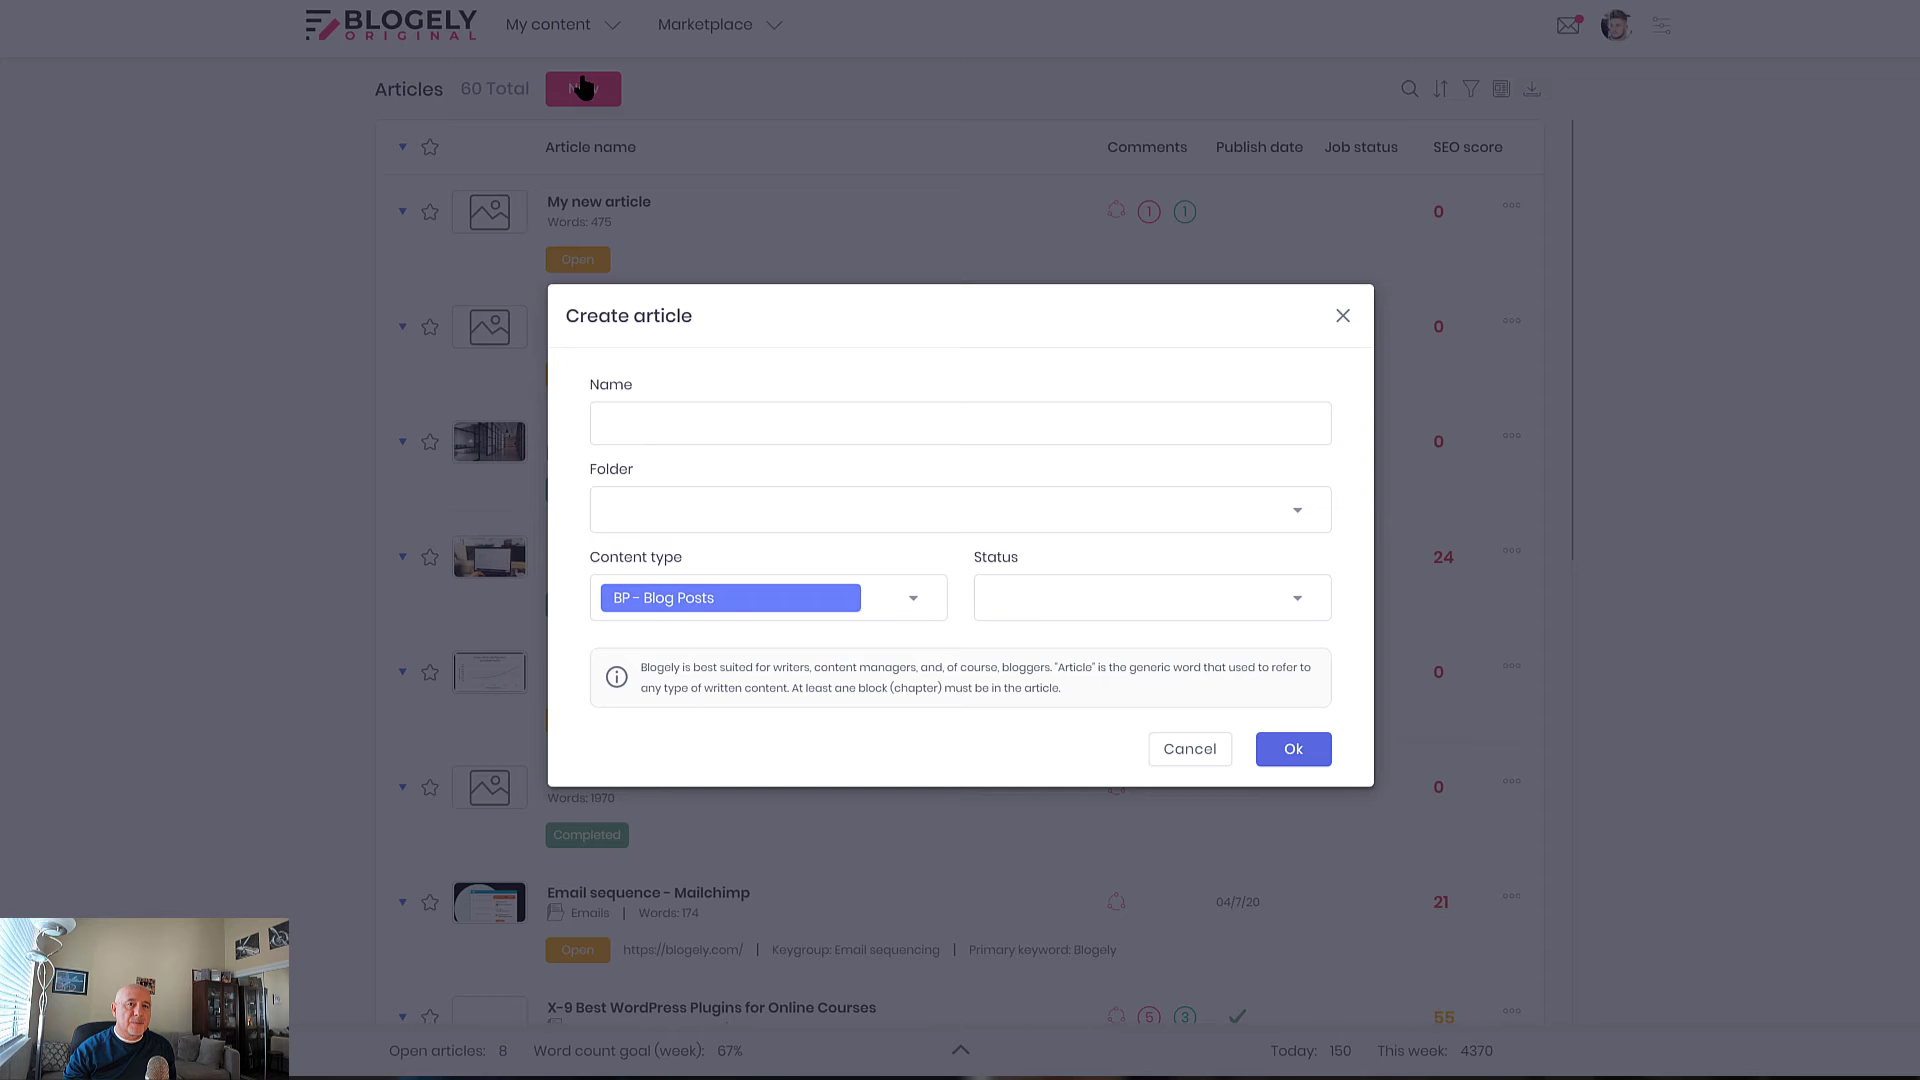 BLOGELY
ORIGINAL
My content
Marketplace
Articles 60 Total
Article name Comments Publish date Job status SEO score
My new article
Words: 475
1 1 0
Open
0
0
24
0
0
Create article
Name
Folder
Content type Status
BP - Blog Posts
Blogely is best suited for writers, content managers, and, of course, bloggers. "Article" is the generic word that used to refer to
any type of written content. At least ane block (chapter) must be in the article.
Cancel Ok
Words: 1970
Completed
Email sequence - Mailchimp
Emails | Words: 174
04/7/20 21
Open https://blogely.com/ | Keygroup: Email sequencing | Primary keyword: Blogely
X-9 Best WordPress Plugins for Online Courses
5 3 55
Open articles: 8 Word count goal (week): 67% Today: 150 This week: 4370